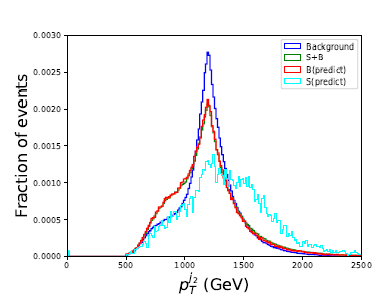 0.0030
0.0025
0.0020
0.0015
0.0010
0.0005
0.0000
Fraction of events
Background
S+B
B(predict)
S(predict)
0 500 1000 1500 2000 2500
p_T^{j_2} (GeV)